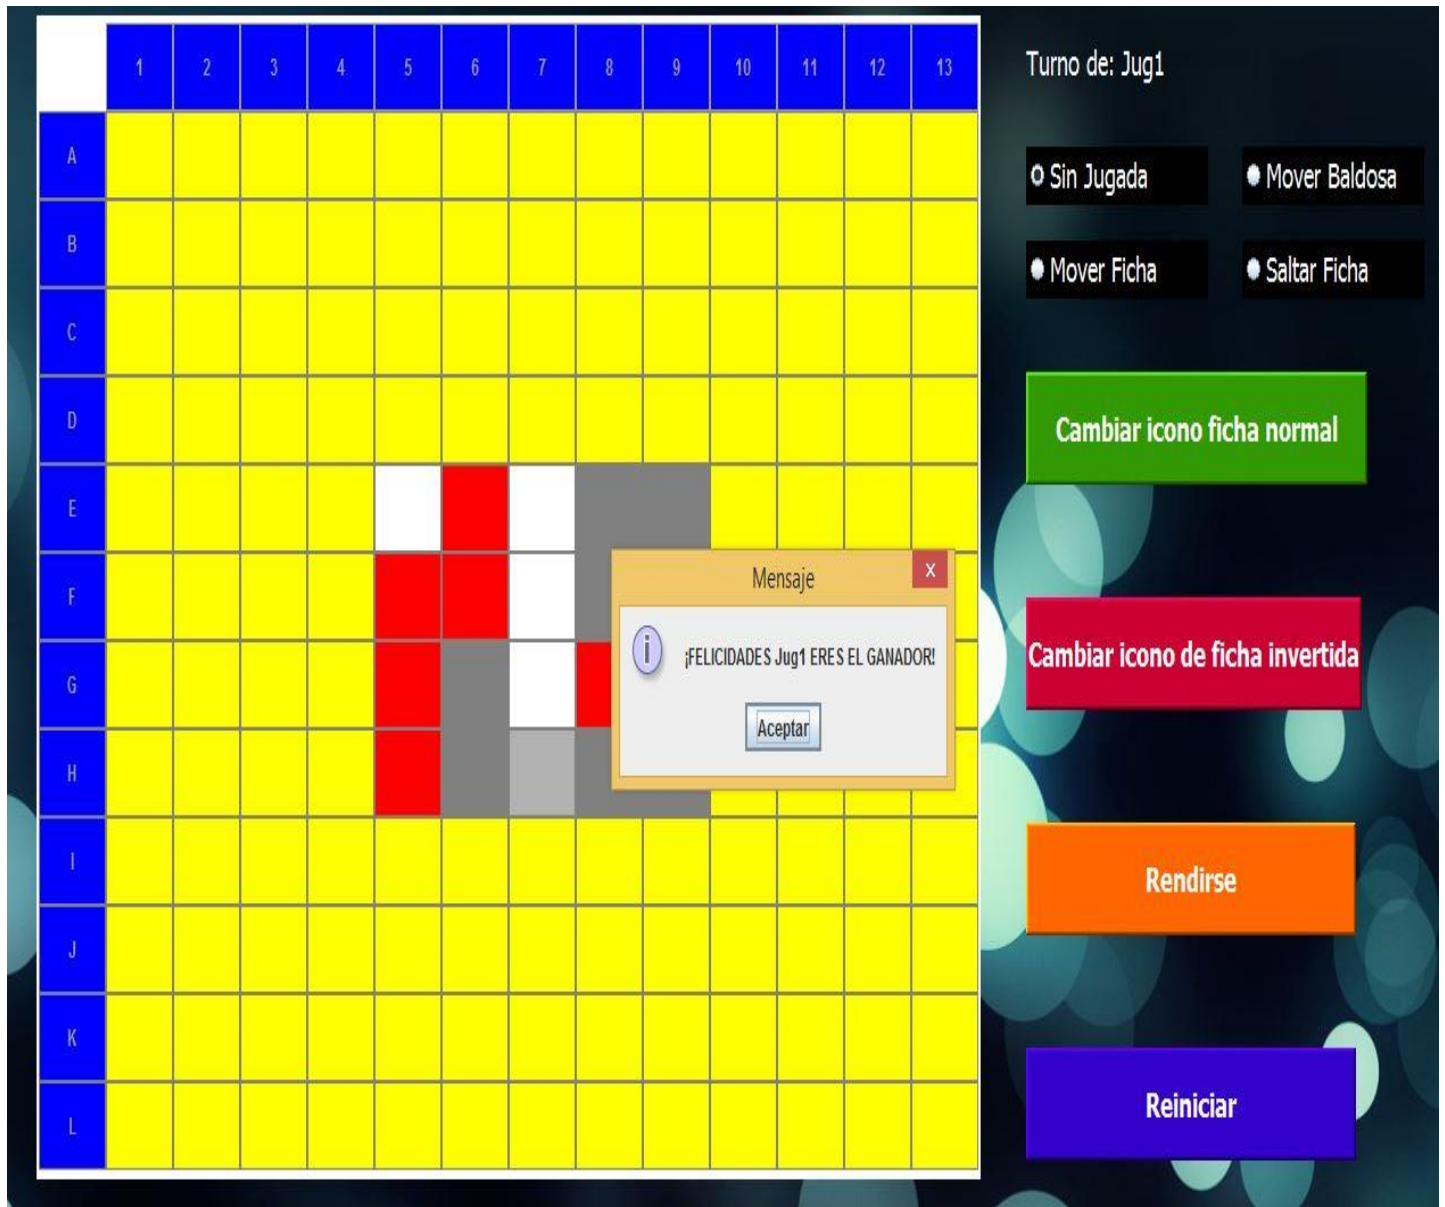 1 2 3 4 5 6 7 8 9 10 11 12 13
A
B
C
D
E
F
G
H
I
J
K
L
Turno de: Jug1
Sin Jugada
Mover Baldosa
Mover Ficha
Saltar Ficha
Cambiar icono ficha normal
Cambiar icono de ficha invertida
Rendirse
Reiniciar
Mensaje
x
i
¡FELICIDADES Jug1 ERES EL GANADOR!
Aceptar